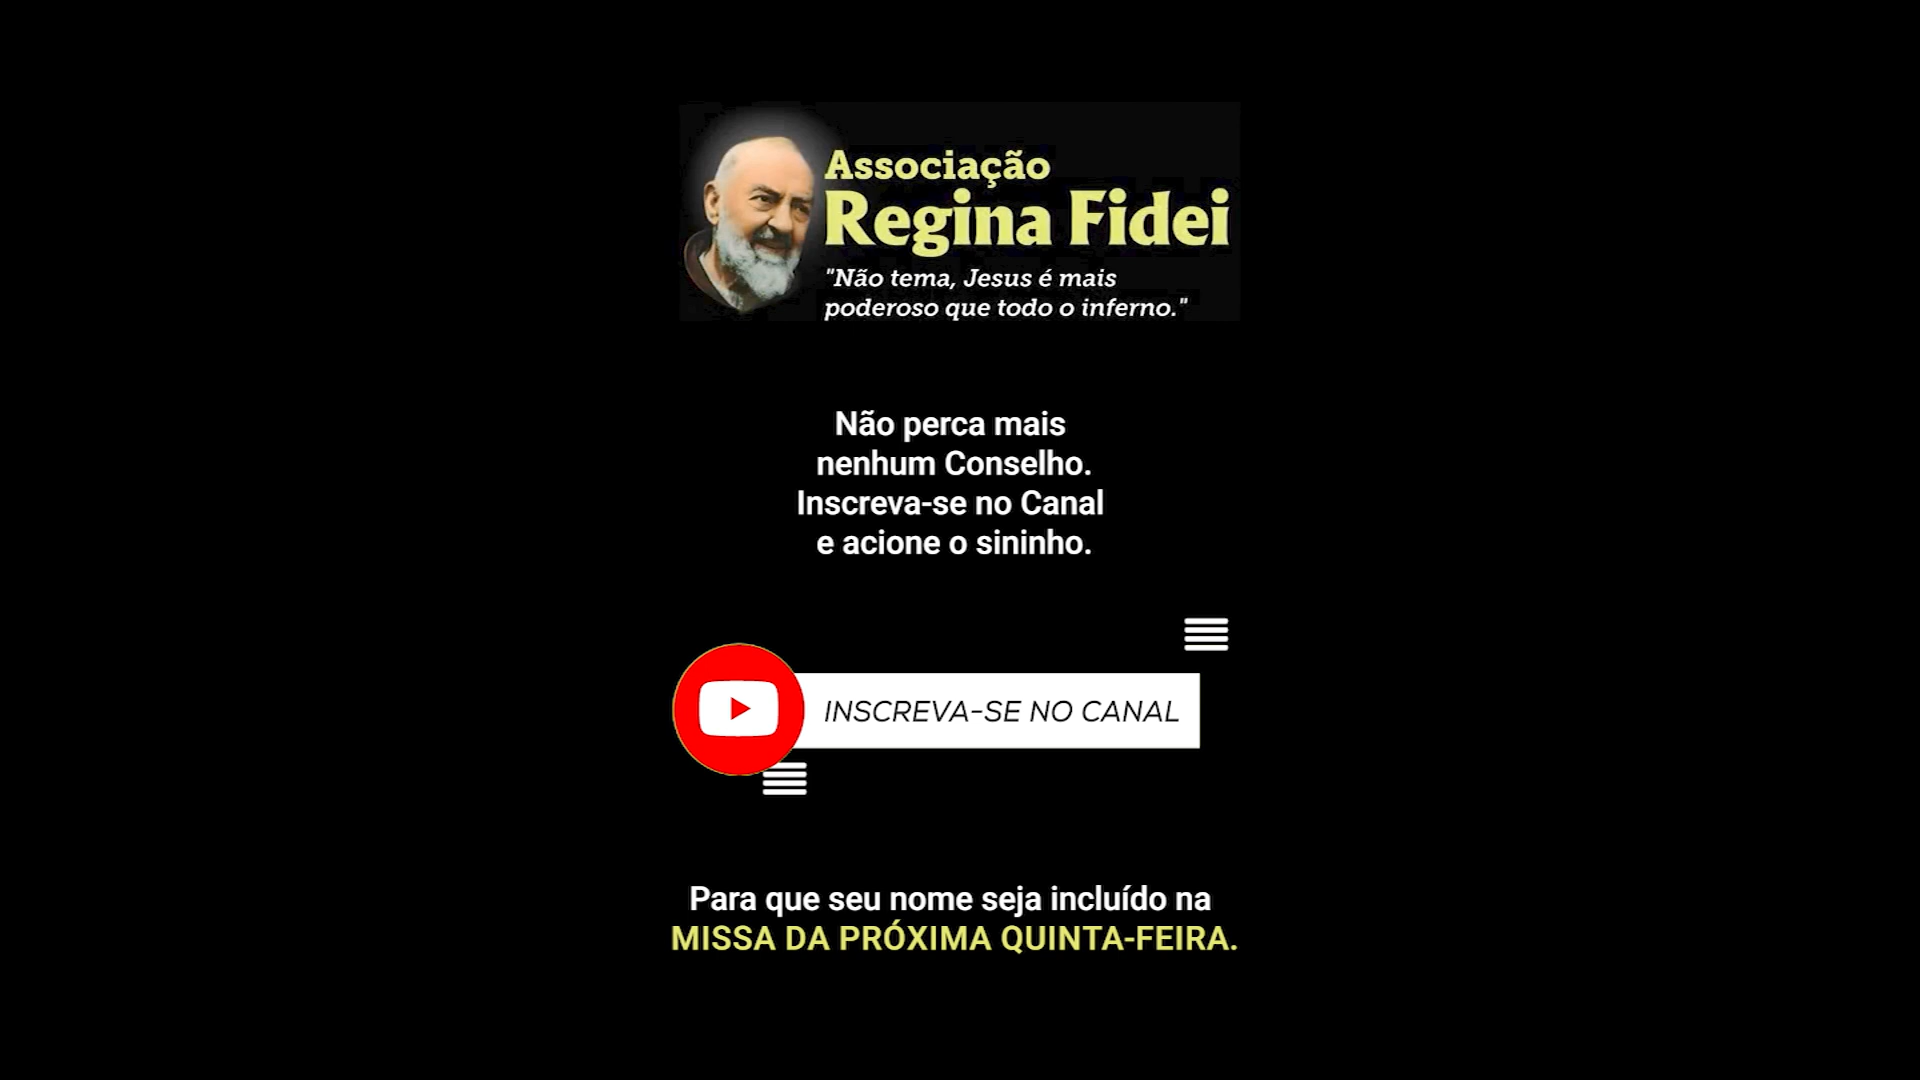 Associação
Regina Fidei
"Não tema, Jesus é mais
poderoso que todo o inferno."
Não perca mais
nenhum Conselho.
Inscreva-se no Canal
e acione o sininho.
INSCREVA-SE NO CANAL
Para que seu nome seja incluído na
MISSA DA PRÓXIMA QUINTA-FEIRA.